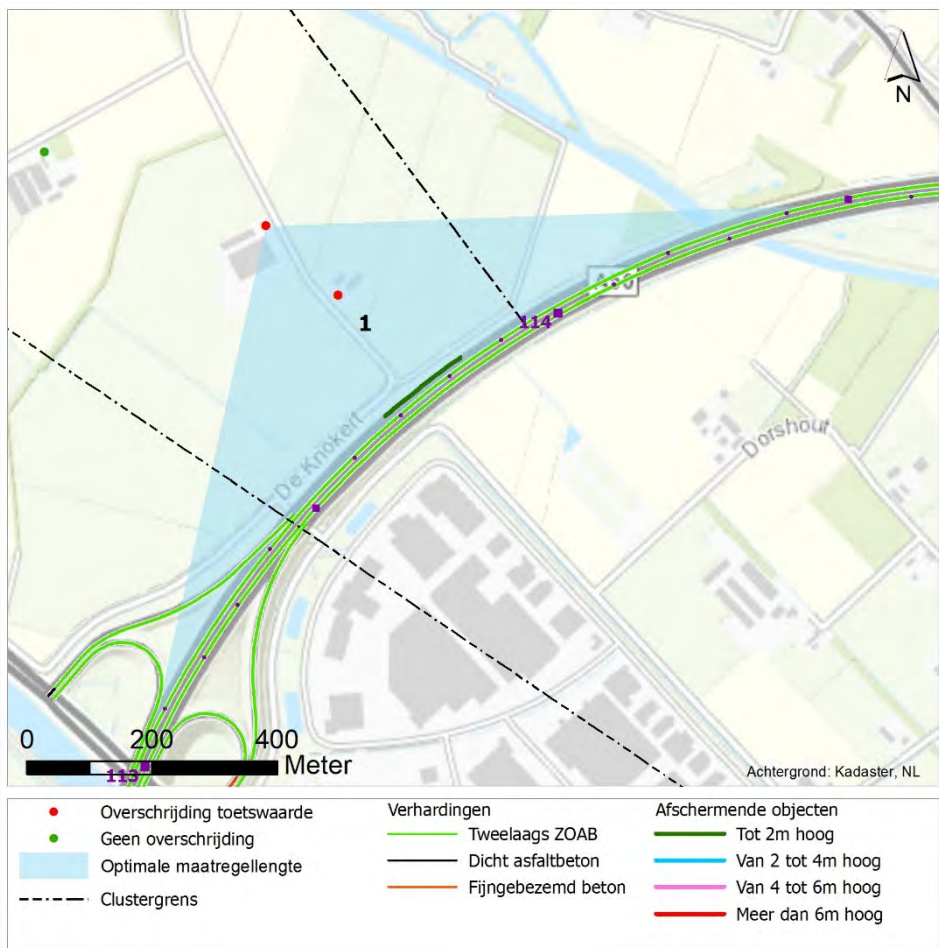 N
1
114
De Knokert
Dorshout
0 200 400
Meter
113
Achtergrond: Kadaster, NL
Overschrijding toetswaarde
Geen overschrijding
Optimale maatregellengte
Clustergrens
Verhardingen
Tweelaags ZOAB
Dicht asfaltbeton
Fijngebezemd beton
Afschermende objecten
Tot 2m hoog
Van 2 tot 4m hoog
Van 4 tot 6m hoog
Meer dan 6m hoog